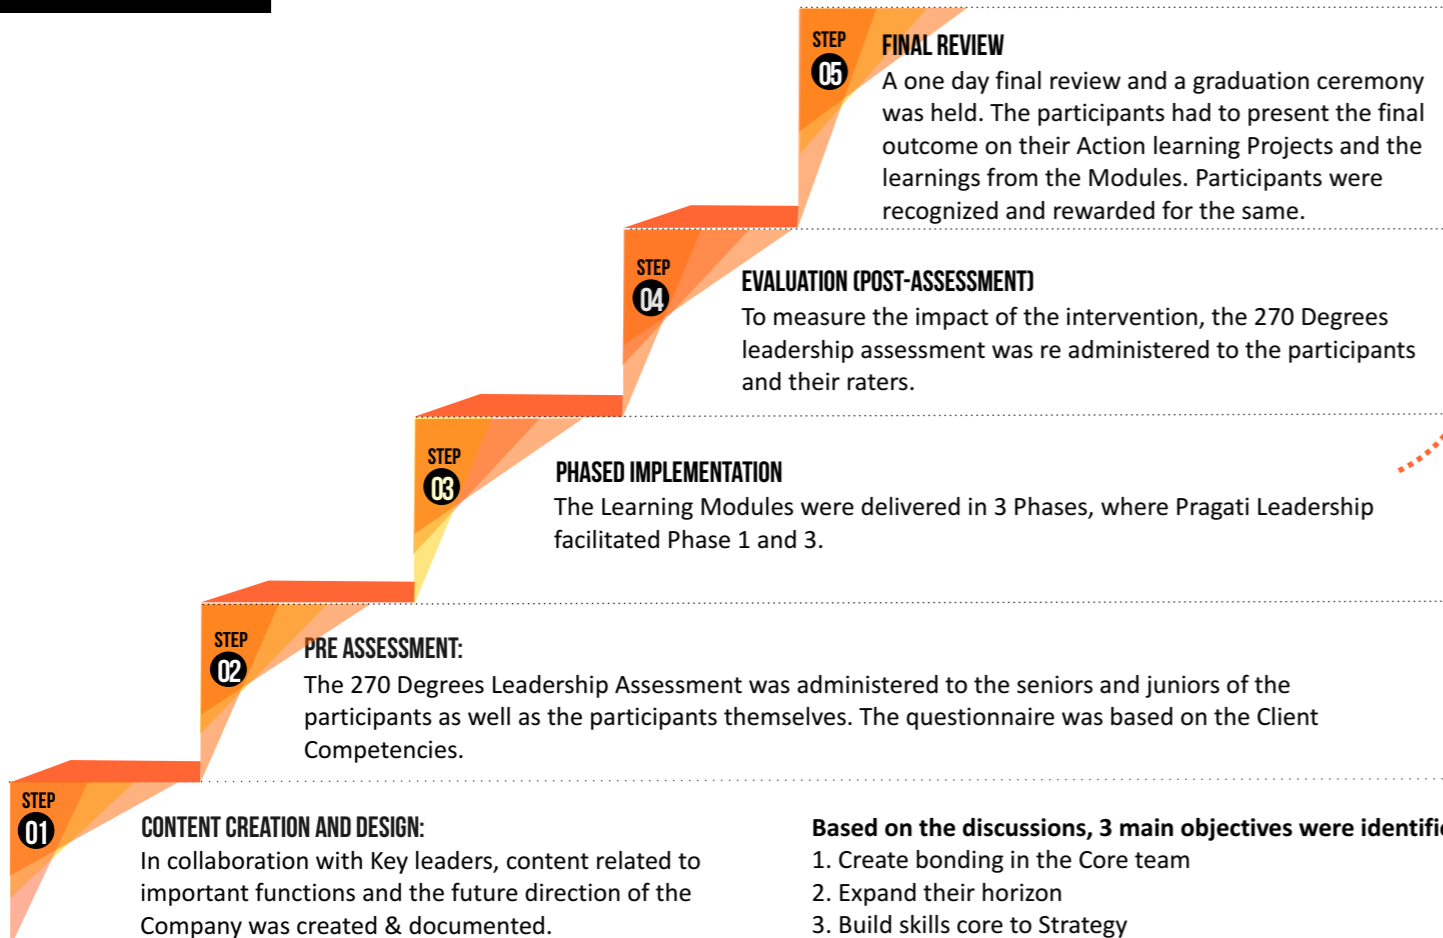 STEP
05
FINAL REVIEW
A one day final review and a graduation ceremony
was held. The participants had to present the final
outcome on their Action learning Projects and the
learnings from the Modules. Participants were
recognized and rewarded for the same.
STEP
04
EVALUATION (POST-ASSESSMENT)
To measure the impact of the intervention, the 270 Degrees
leadership assessment was re administered to the participants
and their raters.
STEP
03
PHASED IMPLEMENTATION
The Learning Modules were delivered in 3 Phases, where Pragati Leadership
facilitated Phase 1 and 3.
STEP
02
PRE ASSESSMENT:
The 270 Degrees Leadership Assessment was administered to the seniors and juniors of the
participants as well as the participants themselves. The questionnaire was based on the Client
Competencies.
STEP
01
CONTENT CREATION AND DESIGN:
In collaboration with Key leaders, content related to
important functions and the future direction of the
Company was created & documented.
Based on the discussions, 3 main objectives were
1. Create bonding in the Core team
2. Expand their horizon
3. Build skills core to Strategy